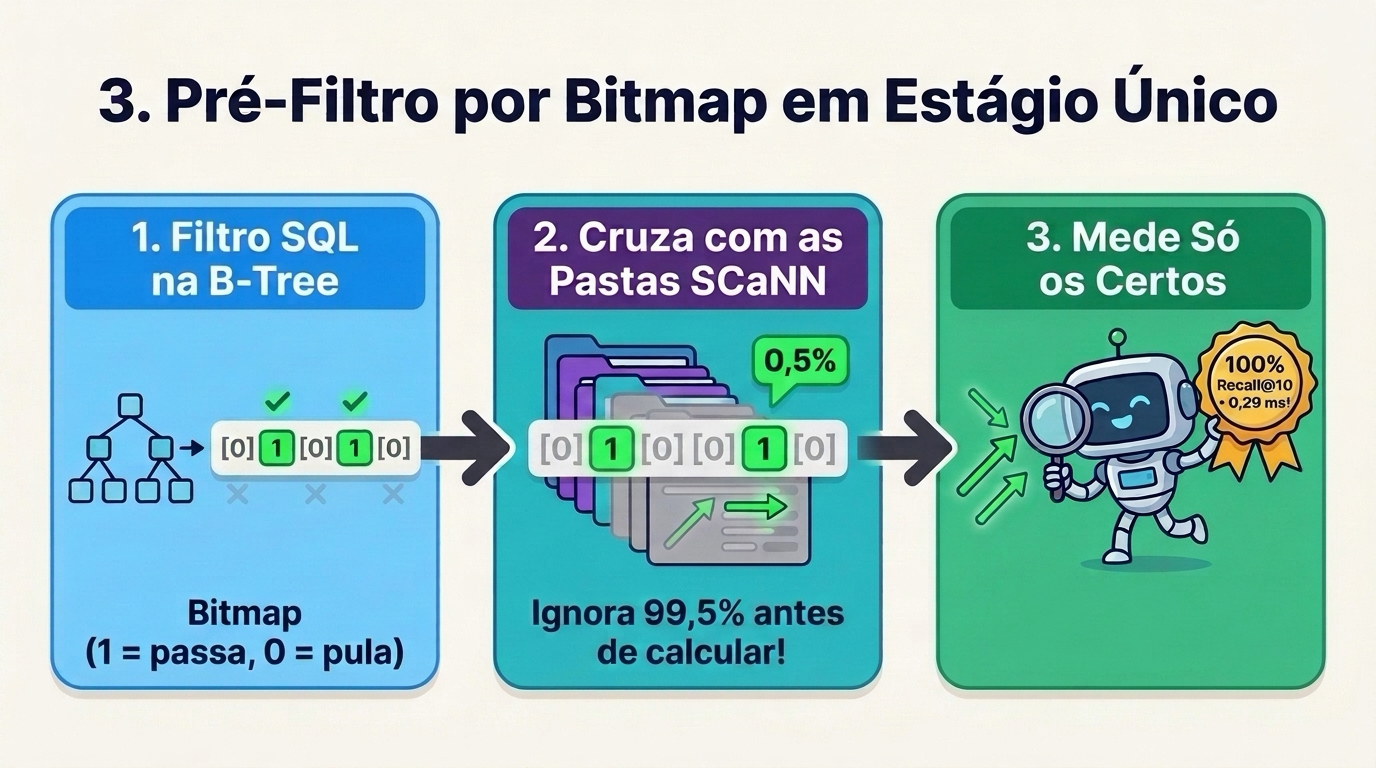 3. Pré-Filtro por Bitmap em Estágio Único
1. Filtro SQL
na B-Tree
[0] 1 [0] 1 [0]
Bitmap
(1 = passa, 0 = pula)
2. Cruza com as
Pastas SCaNN
0,5%
[0] 1 [0] [0] 1 [0]
Ignora 99,5% antes
de calcular!
3. Mede Só
os Certos
100%
Recall@10
• 0,29 ms!